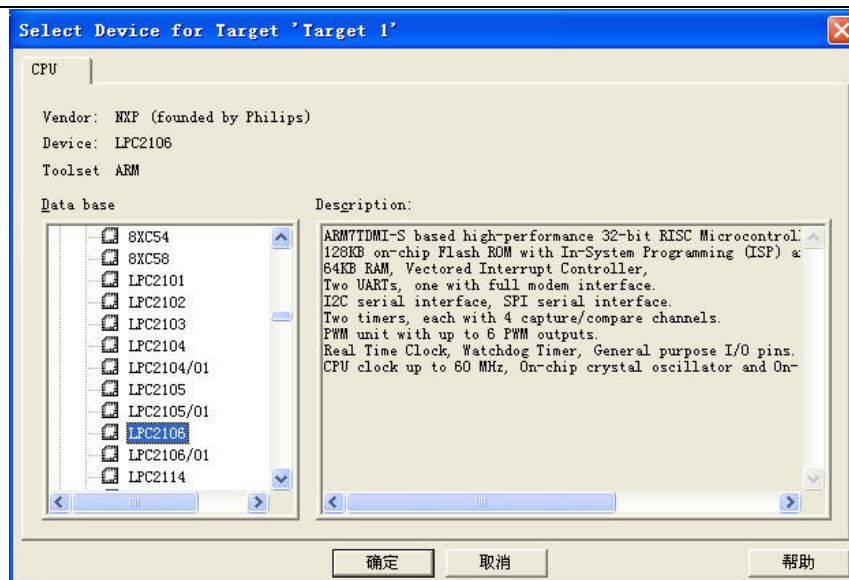 Select Device for Target 'Target 1'
CPU
Vendor: NXP (founded by Philips)
Device: LPC2106
Toolset ARM
Data base
8XC54
8XC58
LPC2101
LPC2102
LPC2103
LPC2104
LPC2104/01
LPC2105
LPC2105/01
LPC2106
LPC2106/01
LPC2114
Description:
ARM7TDMI-S based high-performance 32-bit RISC Microcontrol
128KB on-chip Flash ROM with In-System Programming (ISP) a
64KB RAM, Vectored Interrupt Controller,
Two UARTs, one with full modem interface.
I2C serial interface, SPI serial interface.
Two timers, each with 4 capture/compare channels.
PWM unit with up to 6 PWM outputs.
Real Time Clock, Watchdog Timer, General purpose I/O pins.
CPU clock up to 60 MHz, On-chip crystal oscillator and On-
确定
取消
帮助